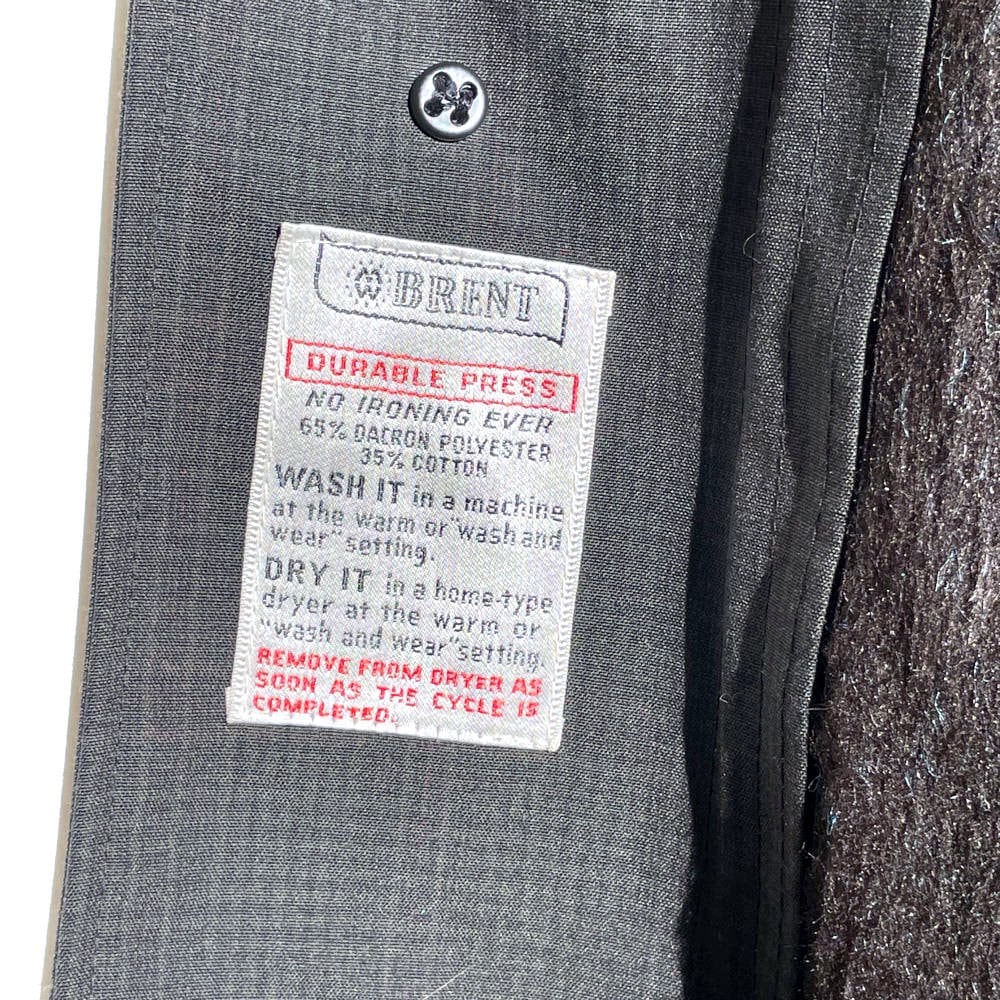 MW BRENT
DURABLE PRESS
NO IRONING EVER
65% DACRON POLYESTER
35% COTTON
WASH IT in a machine
at the warm or "wash and
wear" setting.
DRY IT in a home-type
dryer at the warm or
"wash and wear" setting.
REMOVE FROM DRYER AS
SOON AS THE CYCLE IS
COMPLETED.